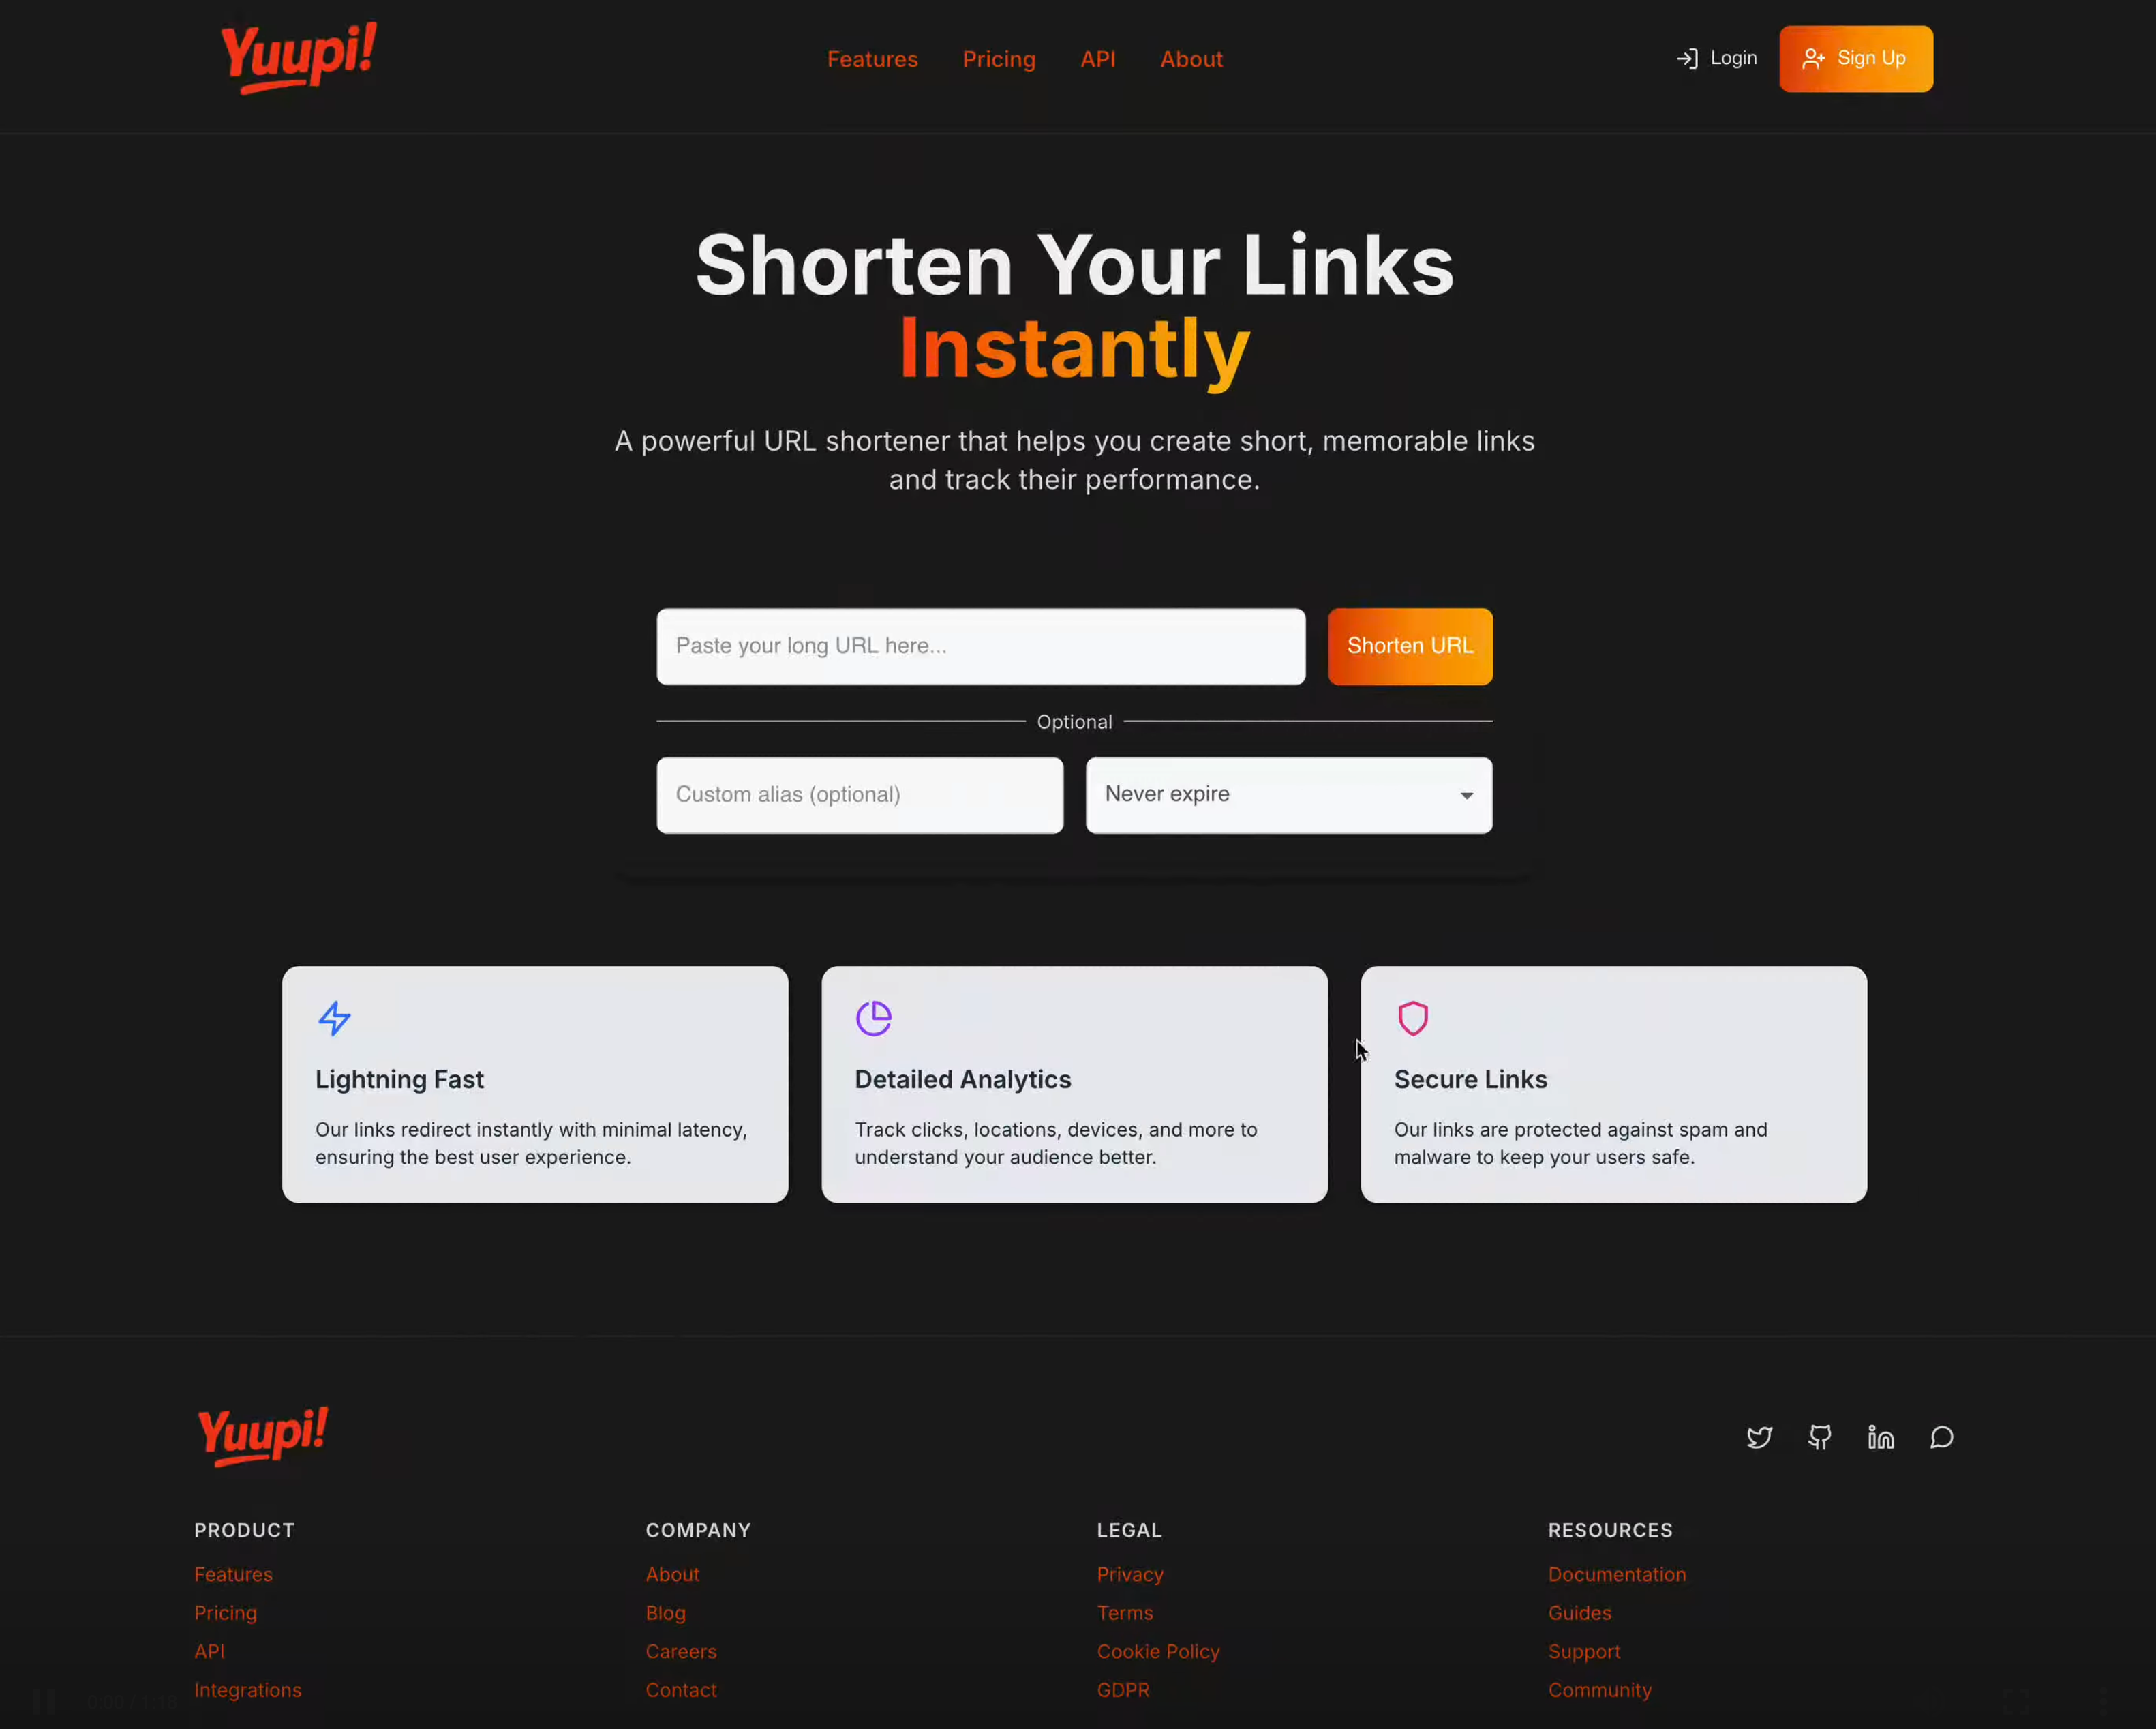 Yuupi!
Features Pricing API About
Login Sign Up
Shorten Your Links
Instantly
A powerful URL shortener that helps you create short, memorable links
and track their performance.
Paste your long URL here... Shorten URL
Optional
Custom alias (optional) Never expire
Lightning Fast
Our links redirect instantly with minimal latency,
ensuring the best user experience.
Detailed Analytics
Track clicks, locations, devices, and more to
understand your audience better.
Secure Links
Our links are protected against spam and
malware to keep your users safe.
Yuupi!
PRODUCT
Features
Pricing
API
Integrations
COMPANY
About
Blog
Careers
Contact
LEGAL
Privacy
Terms
Cookie Policy
GDPR
RESOURCES
Documentation
Guides
Support
Community